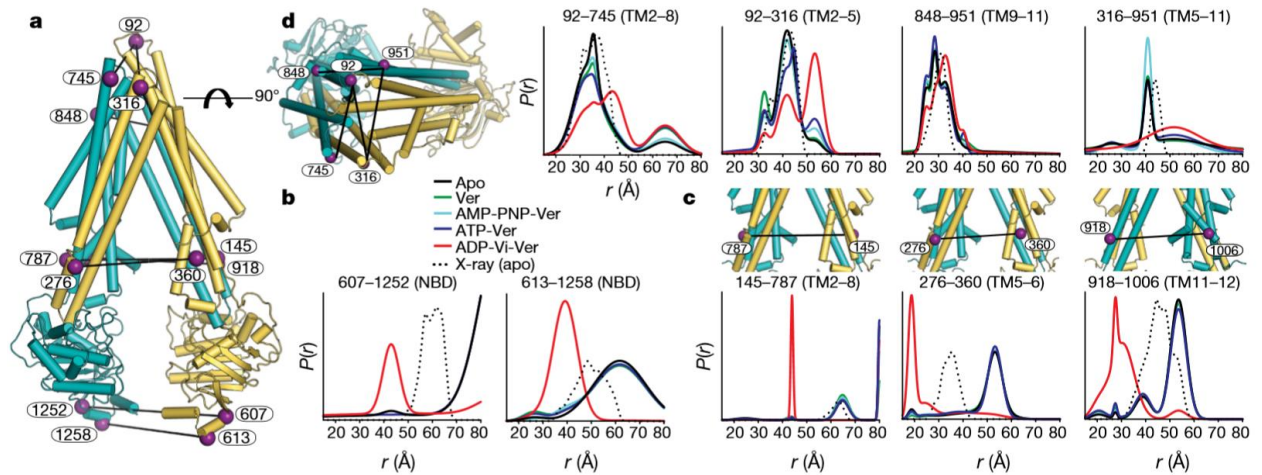 a
92
745
316
848
90°
787
276
145
360
918
1252
1258
607
613
d
848
92
951
745
316
92–745 (TM2–8)
P(r)
20 30 40 50 60 70 80
r (Å)
92–316 (TM2–5)
20 30 40 50 60 70 80
r (Å)
848–951 (TM9–11)
20 30 40 50 60 70 80
r (Å)
316–951 (TM5–11)
20 30 40 50 60 70 80
r (Å)
b
Apo
Ver
AMP-PNP-Ver
ATP-Ver
ADP-Vi-Ver
X-ray (apo)
607–1252 (NBD)
P(r)
20 30 40 50 60 70 80
r (Å)
613–1258 (NBD)
20 30 40 50 60 70 80
r (Å)
c
787
145
276
360
918
1006
145–787 (TM2–8)
P(r)
20 30 40 50 60 70 80
r (Å)
276–360 (TM5–6)
20 30 40 50 60 70 80
r (Å)
918–1006 (TM11–12)
20 30 40 50 60 70 80
r (Å)